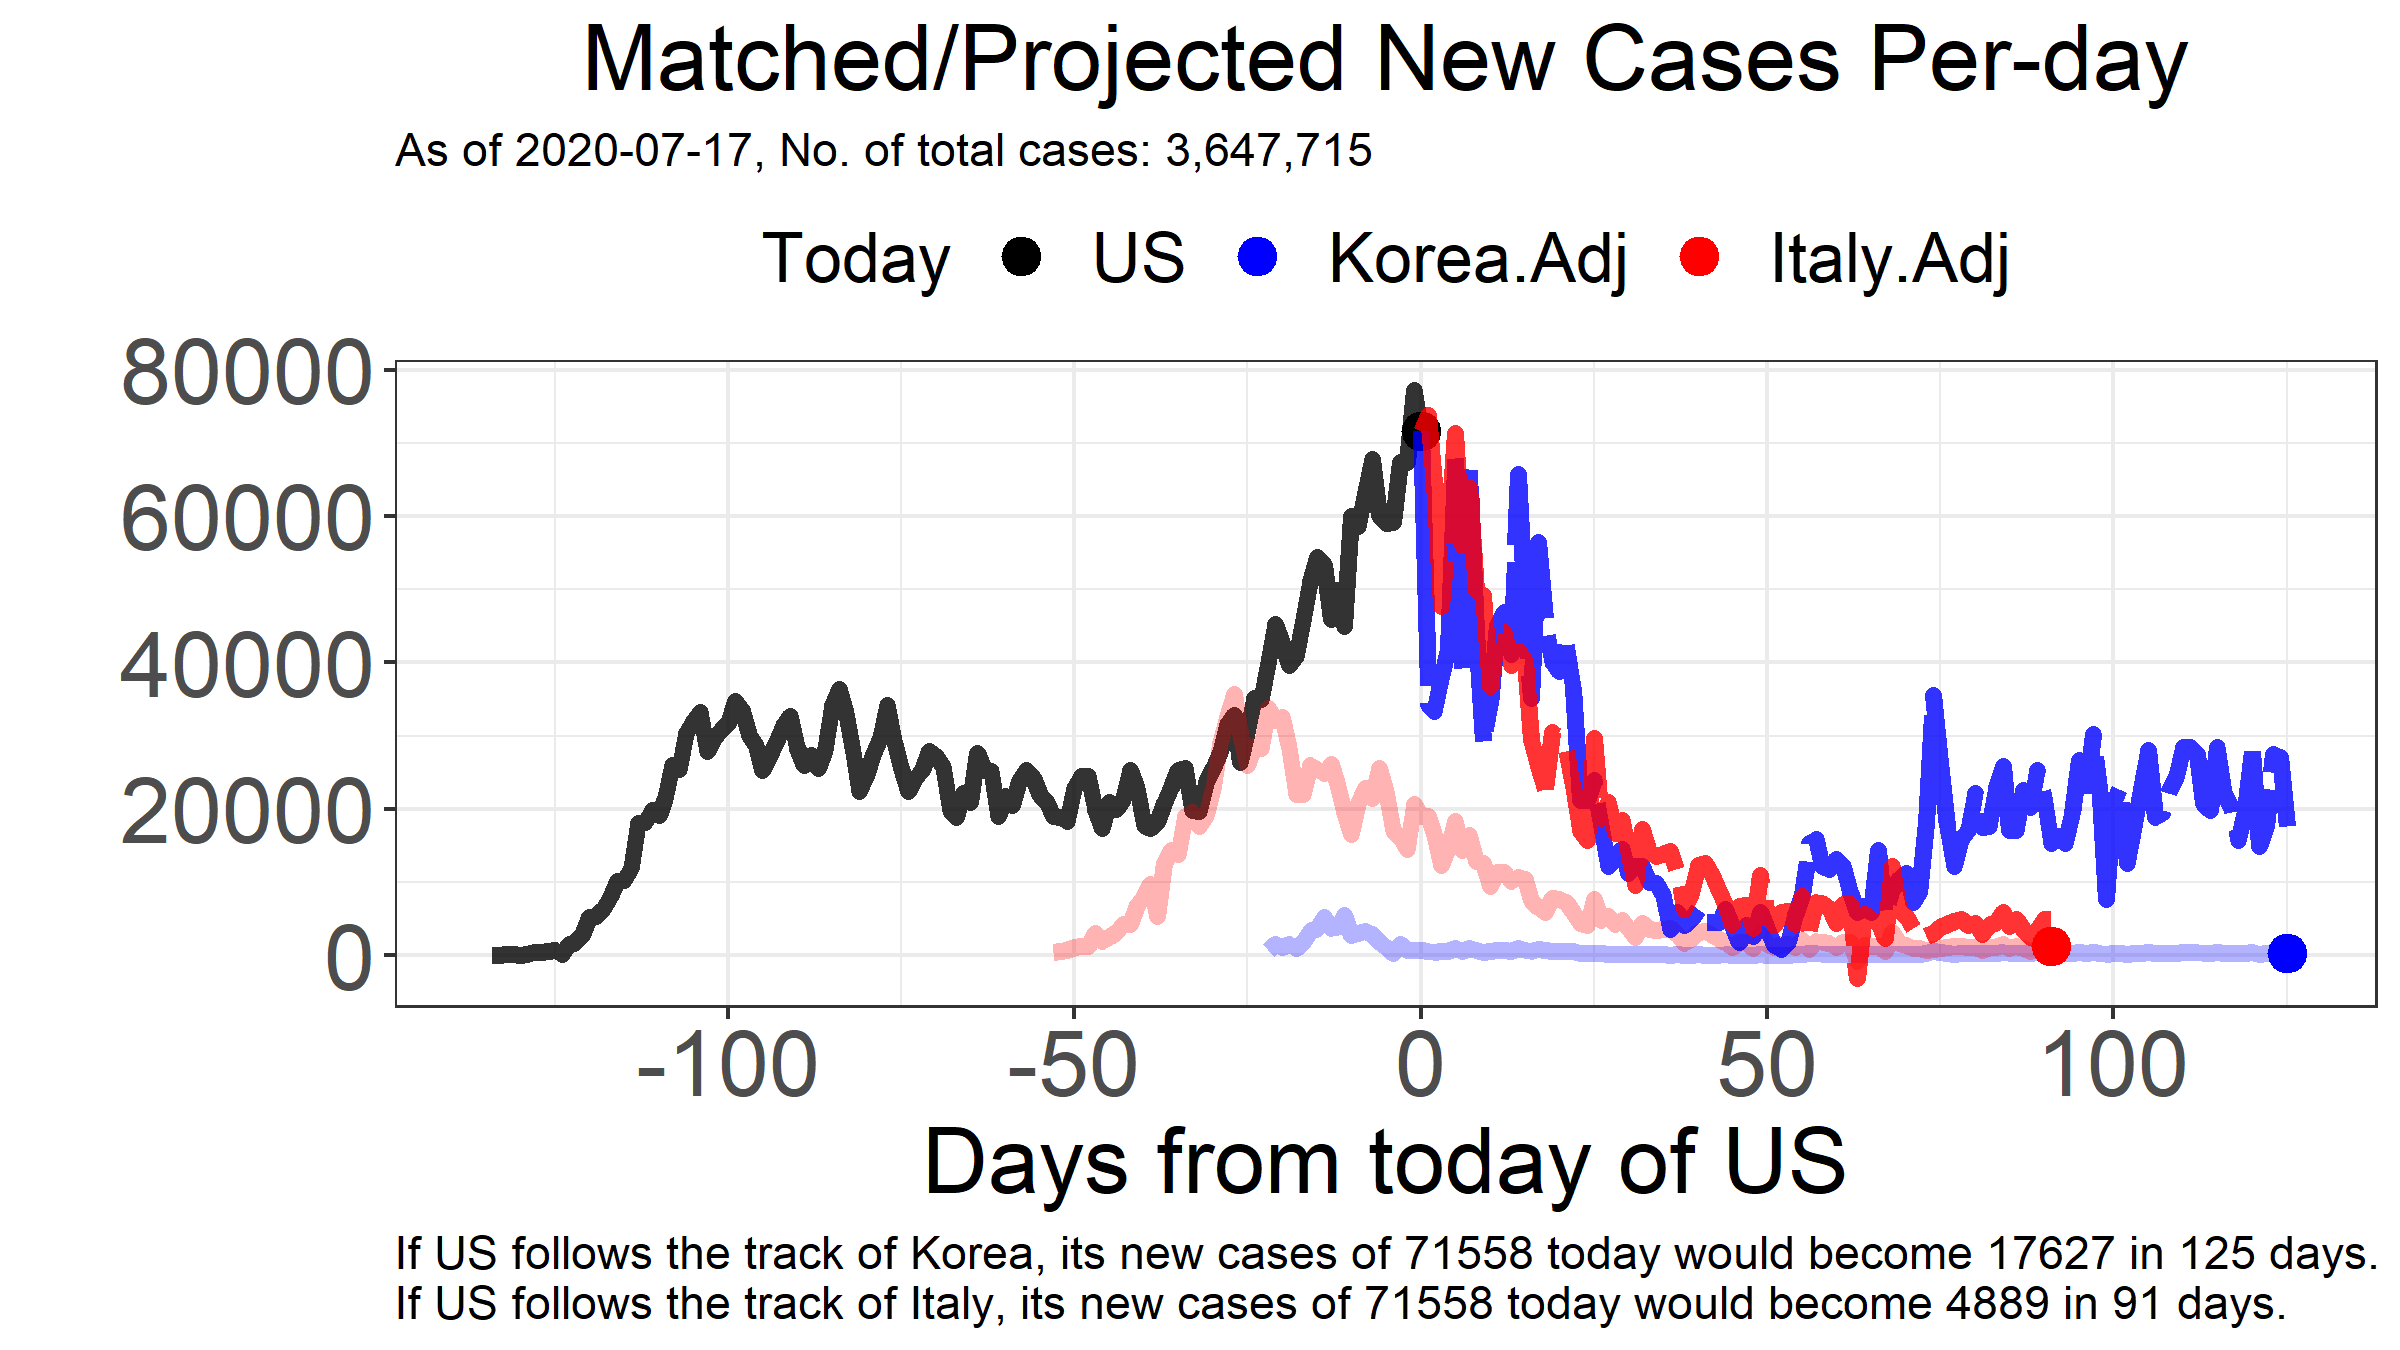 Matched/Projected New Cases Per-day
As of 2020-07-17, No. of total cases: 3,647,715
Today US Korea.Adj Italy.Adj
80000
60000
40000
20000
0
-100 -50 0 50 100
Days from today of US
If US follows the track of Korea, its new cases of 71558 today would become 17627 in 125 days.
If US follows the track of Italy, its new cases of 71558 today would become 4889 in 91 days.